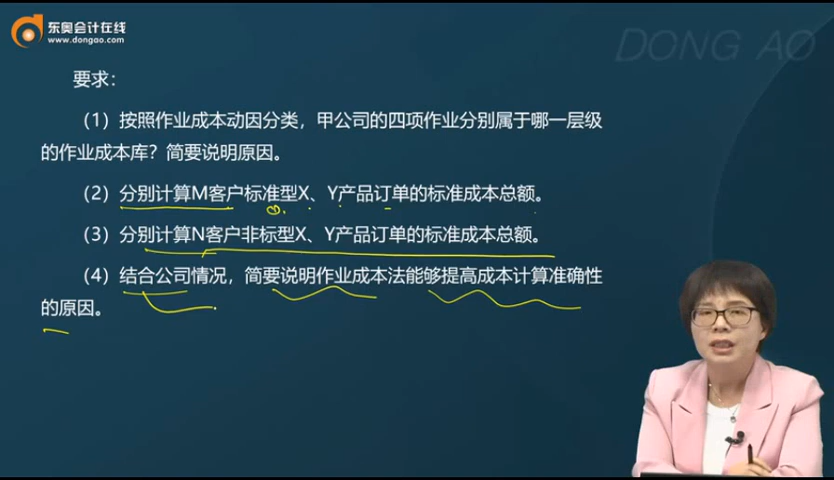 东奥会计在线
www.dongao.com
DONG AO
要求：
（1）按照作业成本动因分类，甲公司的四项作业分别属于哪一层级
的作业成本库？简要说明原因。
（2）分别计算M客户标准型X、Y产品订单的标准成本总额。
（3）分别计算N客户非标型X、Y产品订单的标准成本总额。
（4）结合公司情况，简要说明作业成本法能够提高成本计算准确性
的原因。